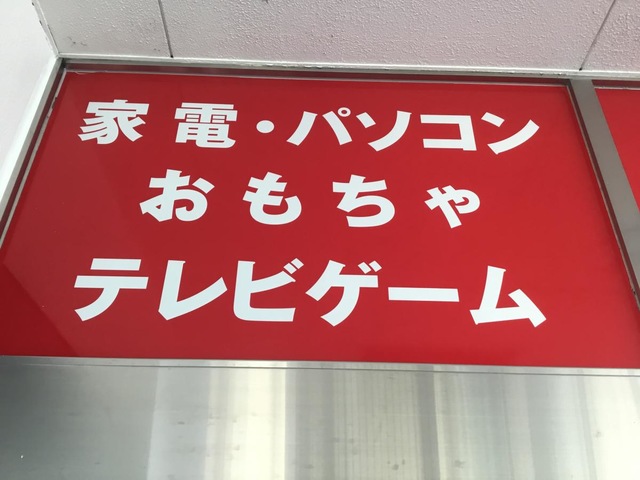 家電・パソコン
おもちゃ
テレビゲーム